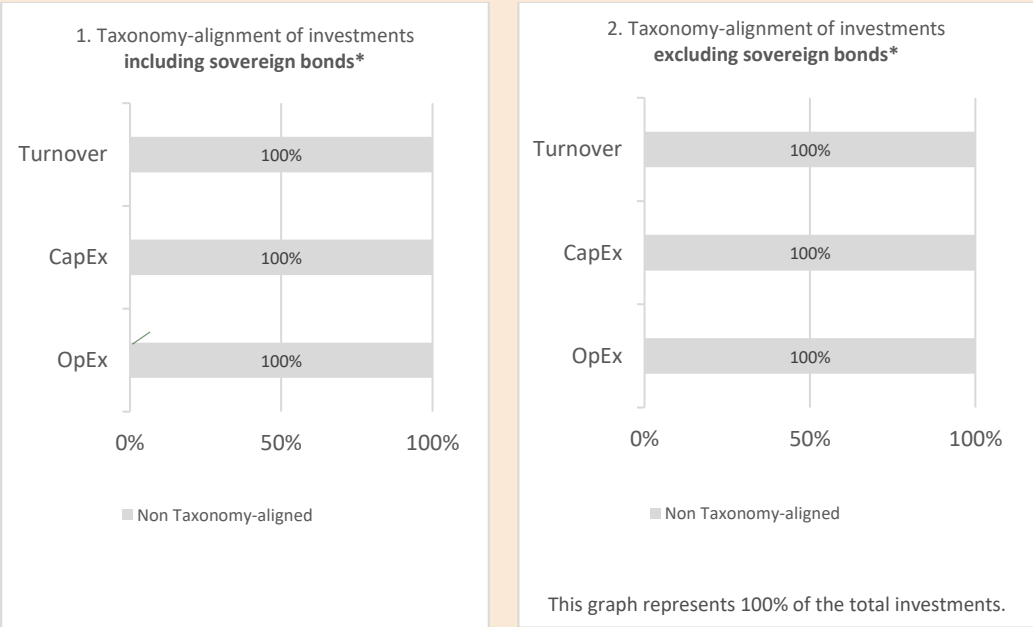 1. Taxonomy-alignment of investments
including sovereign bonds*
Turnover
100%
CapEx
100%
OpEx
100%
0% 50% 100%
Non Taxonomy-aligned
2. Taxonomy-alignment of investments
excluding sovereign bonds*
Turnover
100%
CapEx
100%
OpEx
100%
0% 50% 100%
Non Taxonomy-aligned
This graph represents 100% of the total investments.